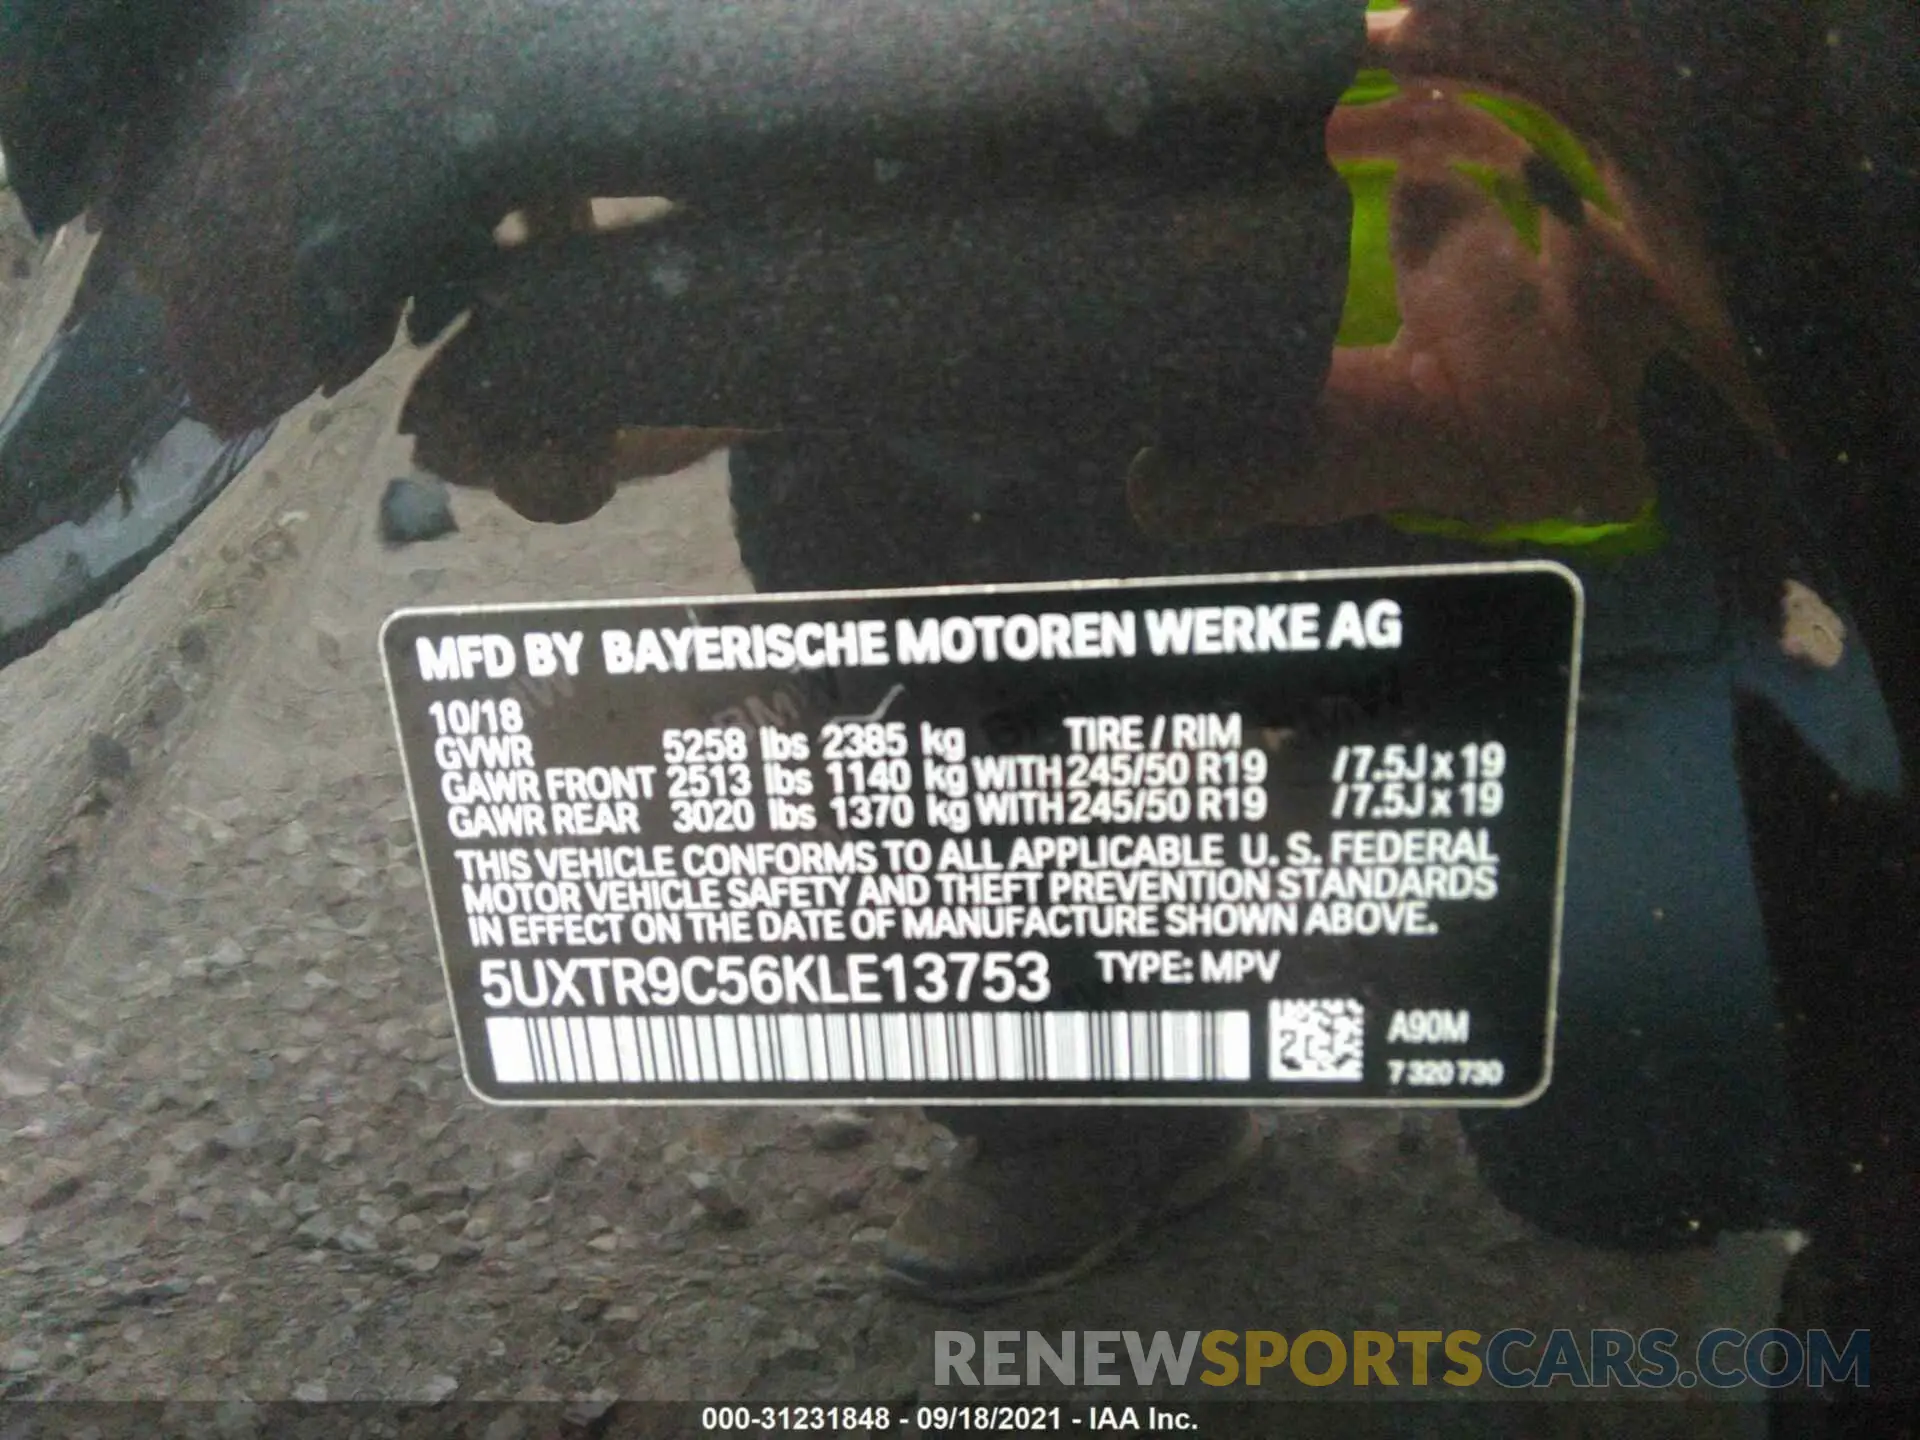 MFD BY BAYERISCHE MOTOREN WERKE AG
10/18
GVWR 5258 lbs 2385 kg TIRE / RIM
GAWR FRONT 2513 lbs 1140 kg WITH 245/50 R19 /7.5J x 19
GAWR REAR 3020 lbs 1370 kg WITH 245/50 R19 /7.5J x 19
THIS VEHICLE CONFORMS TO ALL APPLICABLE U. S. FEDERAL
MOTOR VEHICLE SAFETY AND THEFT PREVENTION STANDARDS
IN EFFECT ON THE DATE OF MANUFACTURE SHOWN ABOVE.
5UXTR9C56KLE13753 TYPE: MPV
A90M
7 320 730
RENEWSPORTSCARS.COM
000-31231848 - 09/18/2021 - IAA Inc.